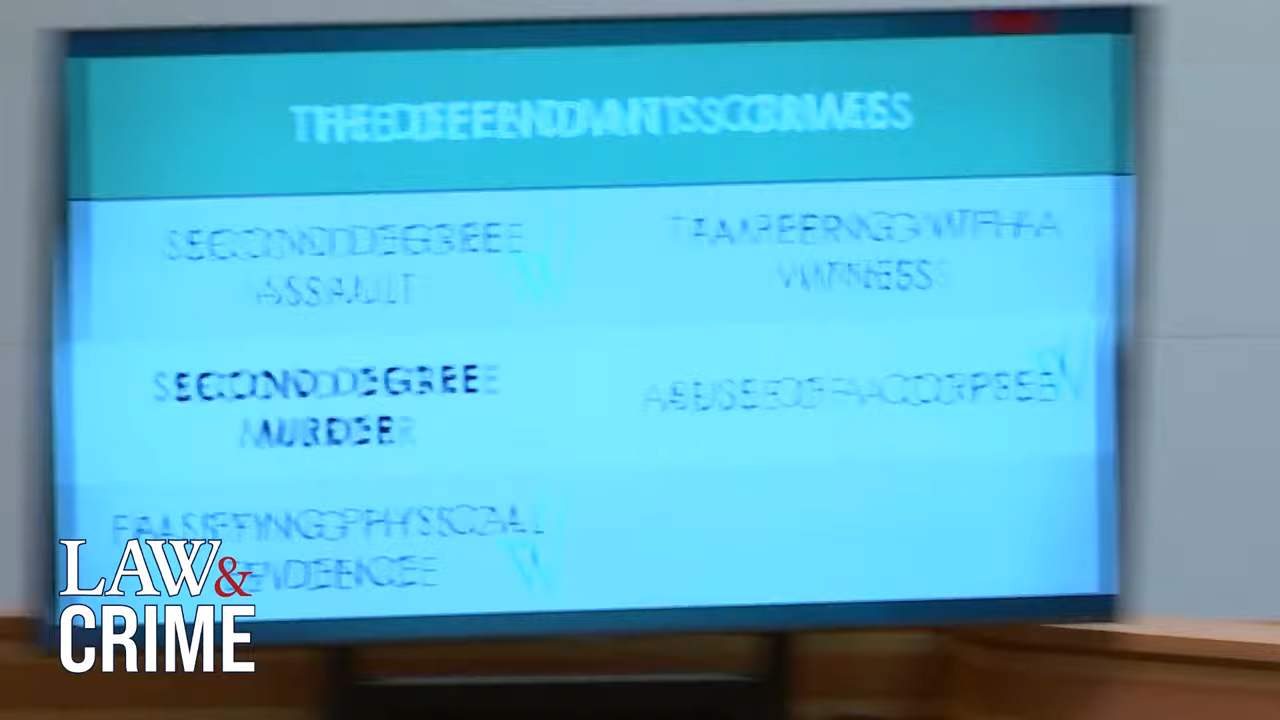 THE DEFENDANT'S CRIMES
SECOND DEGREE
ASSAULT
TAMPERING WITH A
WITNESS
SECOND DEGREE
MURDER
ABUSE OF A CORPSE
FALSIFYING PHYSICAL
EVIDENCE
LAW&
CRIME